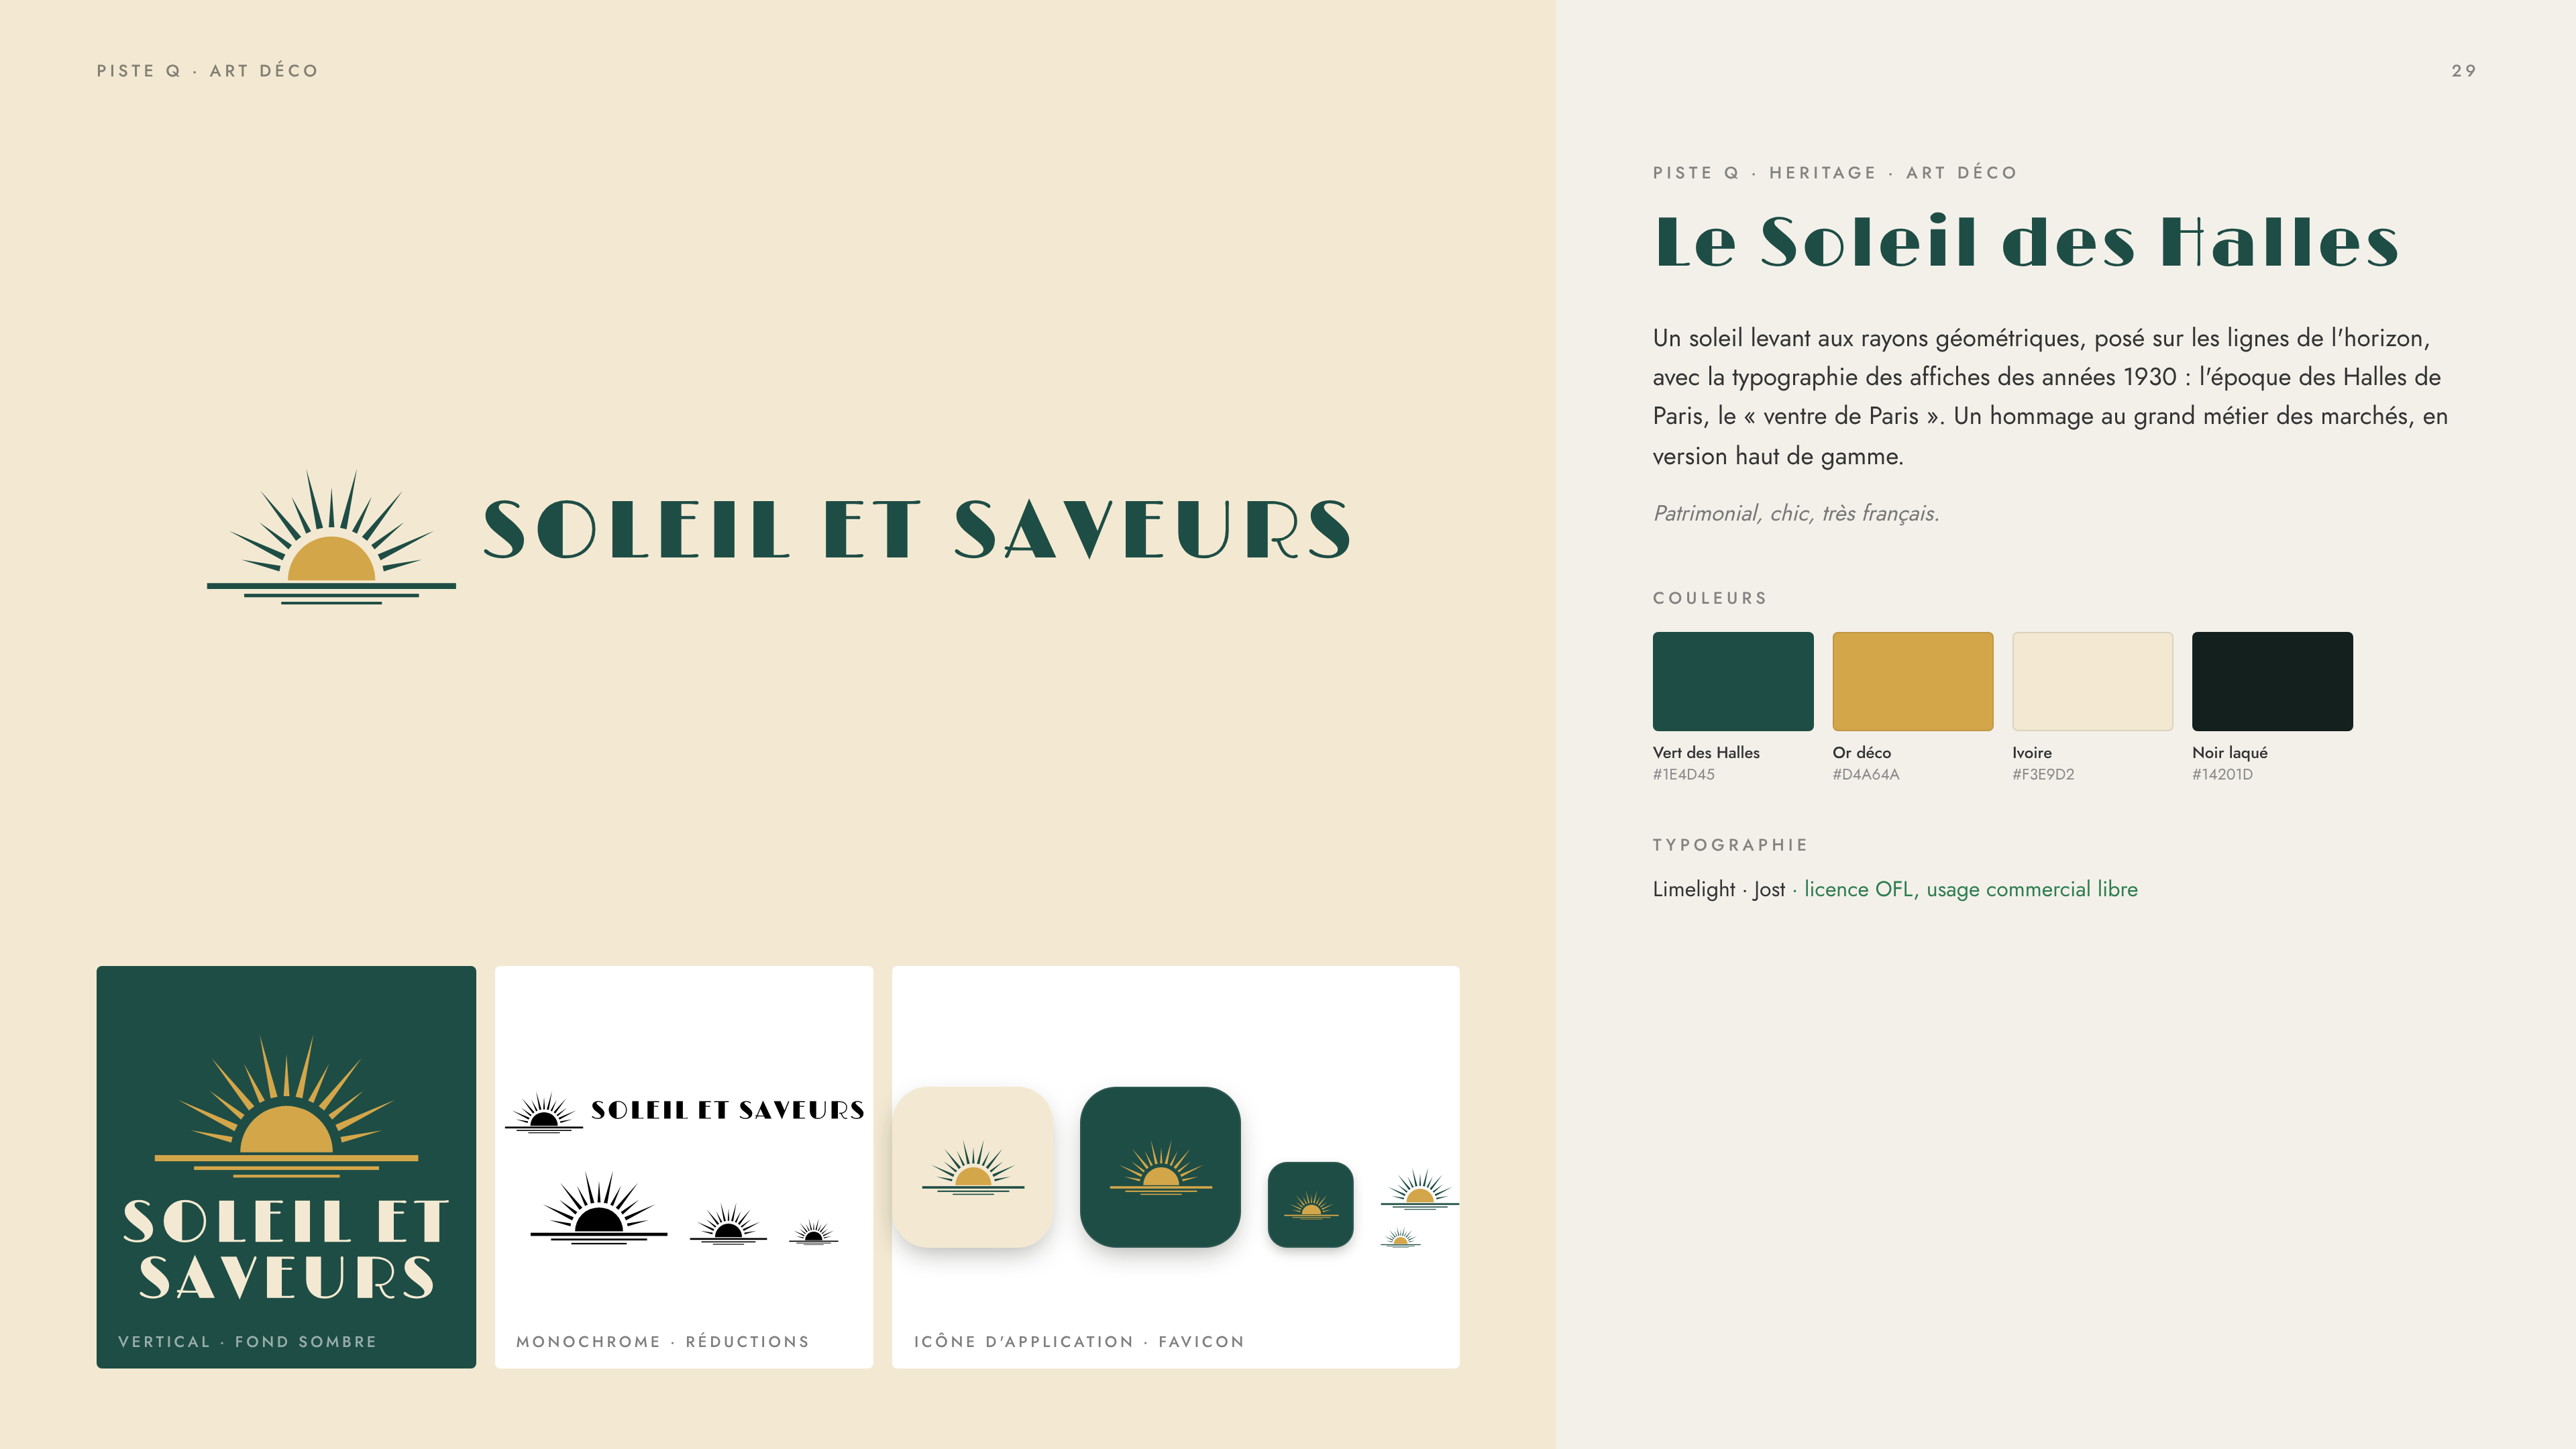 PISTE Q · ART DÉCO
SOLEIL ET SAVEURS
SOLEIL ET
SAVEURS
VERTICAL · FOND SOMBRE
SOLEIL ET SAVEURS
MONOCHROME · RÉDUCTIONS
ICÔNE D'APPLICATION · FAVICON
29
PISTE Q · HERITAGE · ART DÉCO
Le Soleil des Halles
Un soleil levant aux rayons géométriques, posé sur les lignes de l'horizon,
avec la typographie des affiches des années 1930 : l'époque des Halles de
Paris, le « ventre de Paris ». Un hommage au grand métier des marchés, en
version haut de gamme.
Patrimonial, chic, très français.
COULEURS
Vert des Halles
#1E4D45
Or déco
#D4A64A
Ivoire
#F3E9D2
Noir laqué
#14201D
TYPOGRAPHIE
Limelight · Jost · licence OFL, usage commercial libre